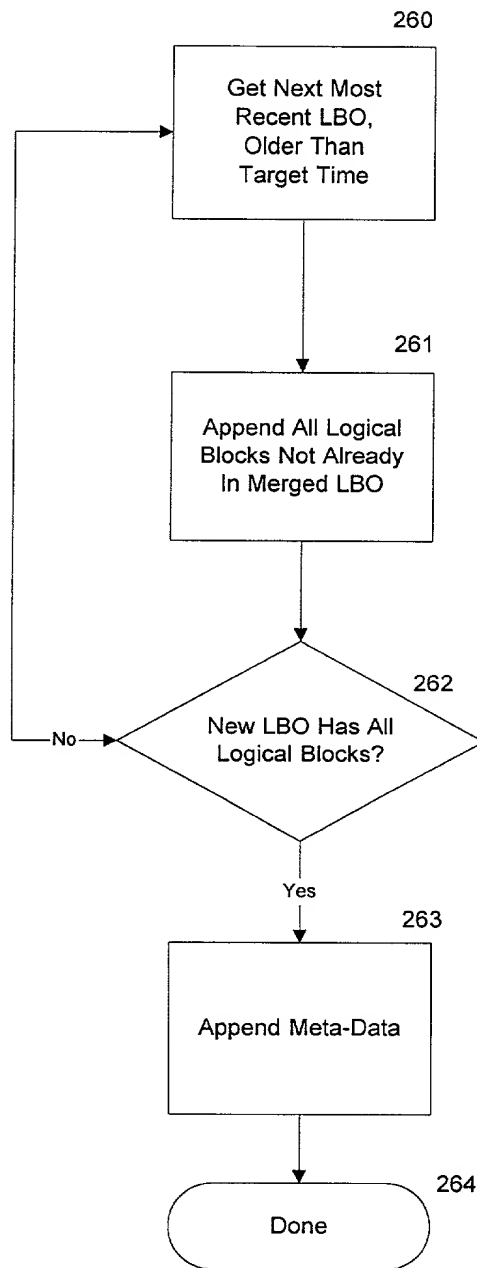 260
Get Next Most
Recent LBO,
Older Than
Target Time
261
Append All Logical
Blocks Not Already
In Merged LBO
262
New LBO Has All
Logical Blocks?
No
Yes
263
Append Meta-Data
264
Done